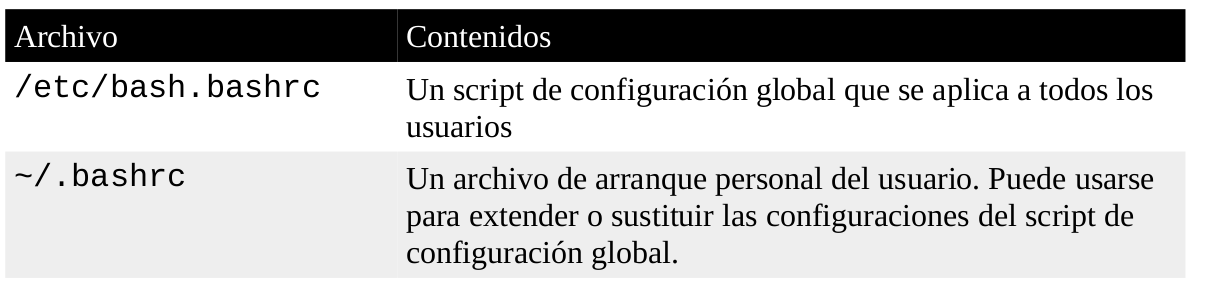 Archivo Contenidos
/etc/bash.bashrc Un script de configuración global que se aplica a todos los
usuarios
~/.bashrc Un archivo de arranque personal del usuario. Puede usarse
para extender o sustituir las configuraciones del script de
configuración global.